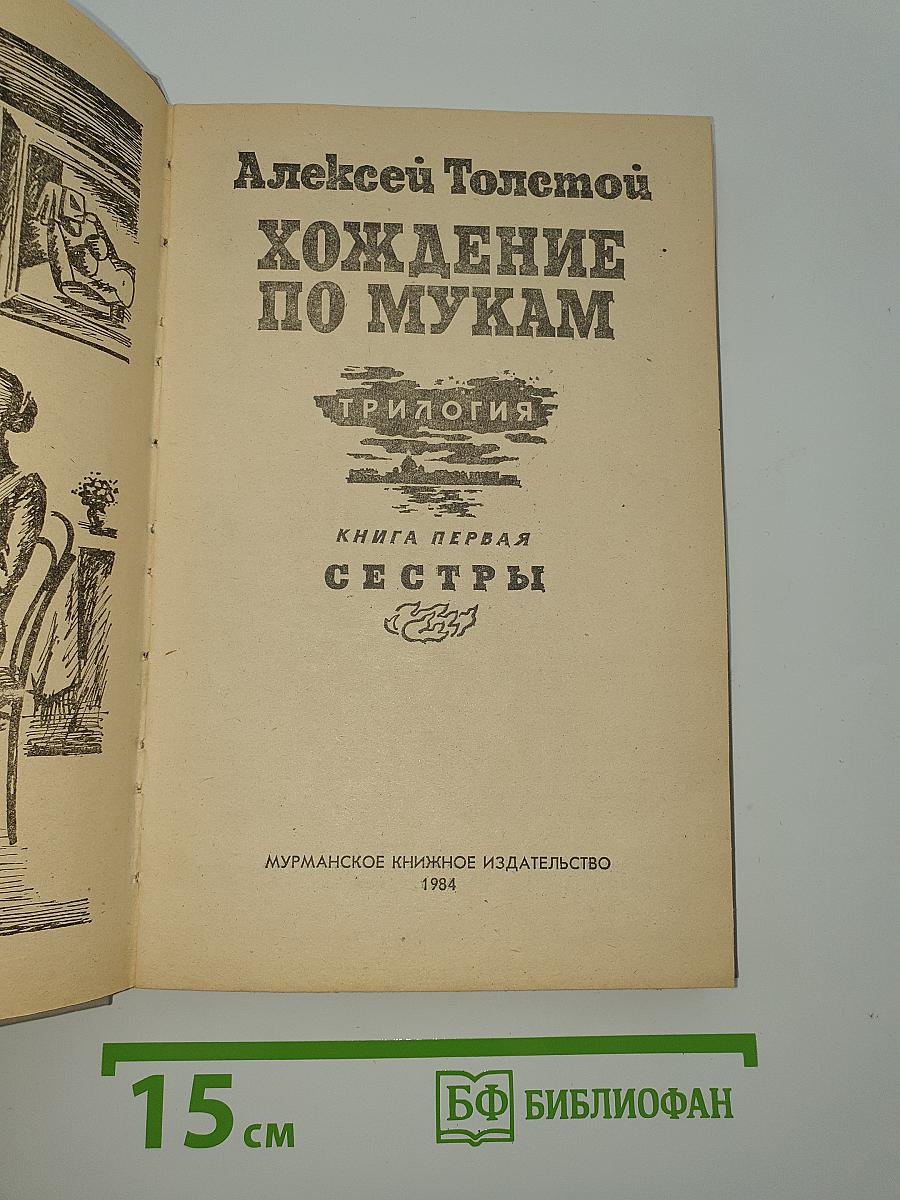 Алексей Толстой
ХОЖДЕНИЕ
ПО МУКАМ
ТРИЛОГИЯ
КНИГА ПЕРВАЯ
СЕСТРЫ
МУРМАНСКОЕ КНИЖНОЕ ИЗДАТЕЛЬСТВО
1984
15 см
БФ БИБЛИОФАН